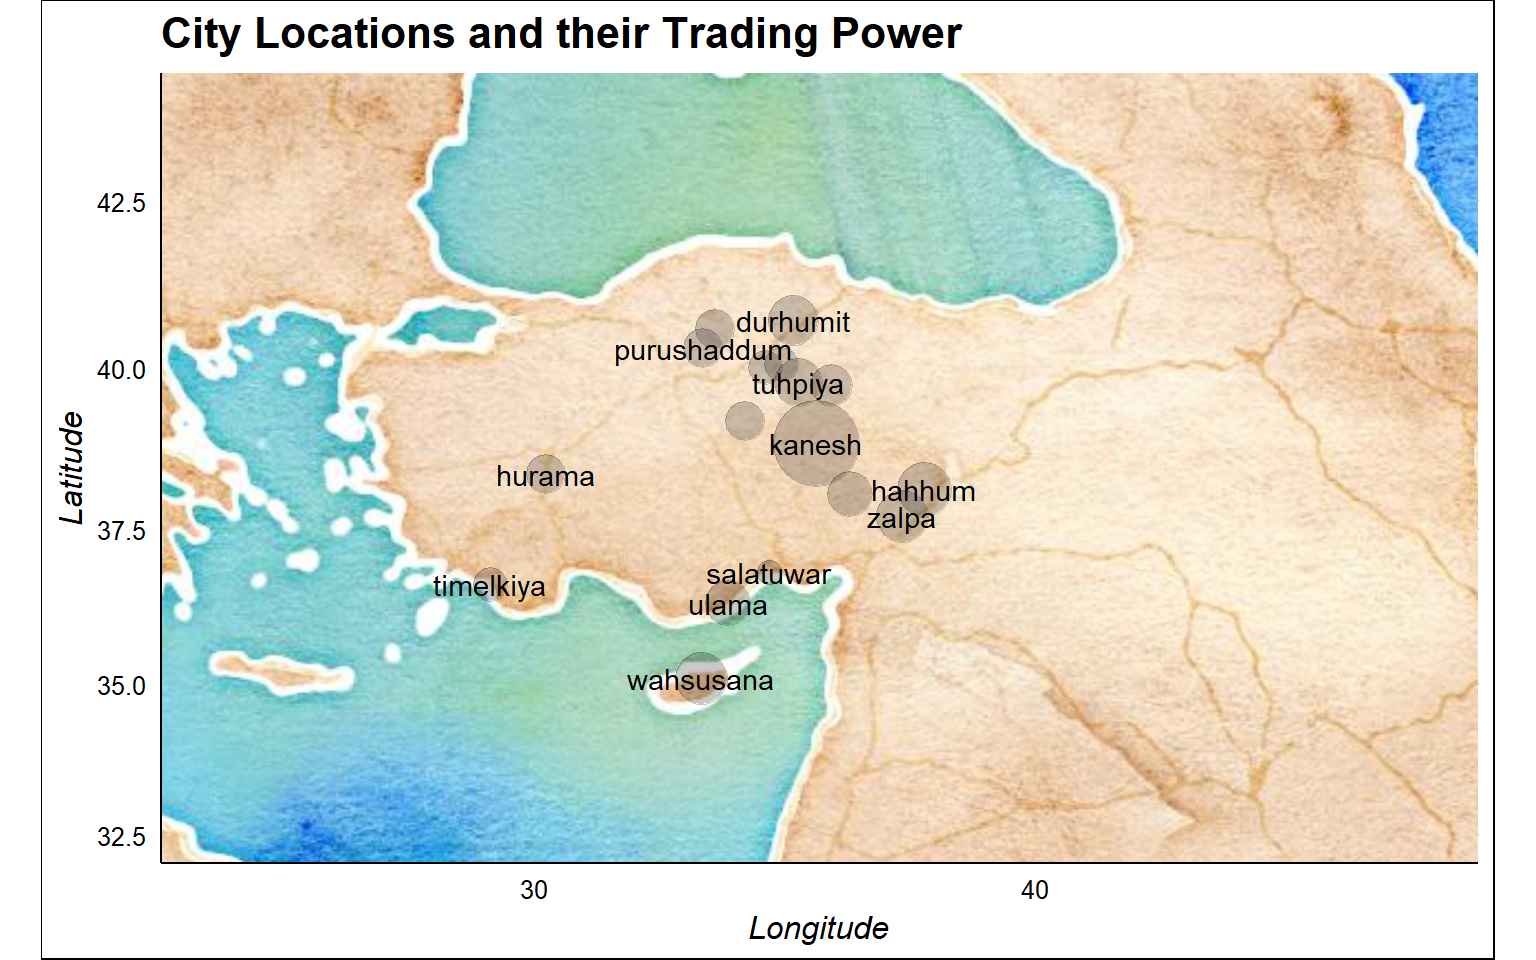 City Locations and their Trading Power
42.5
40.0
37.5
35.0
32.5
Latitude
durhumit
purushaddum
tuhpiya
kanesh
hurama
hahhum
zalpa
salatuwar
timelkiya
ulama
wahsusana
30
40
Longitude